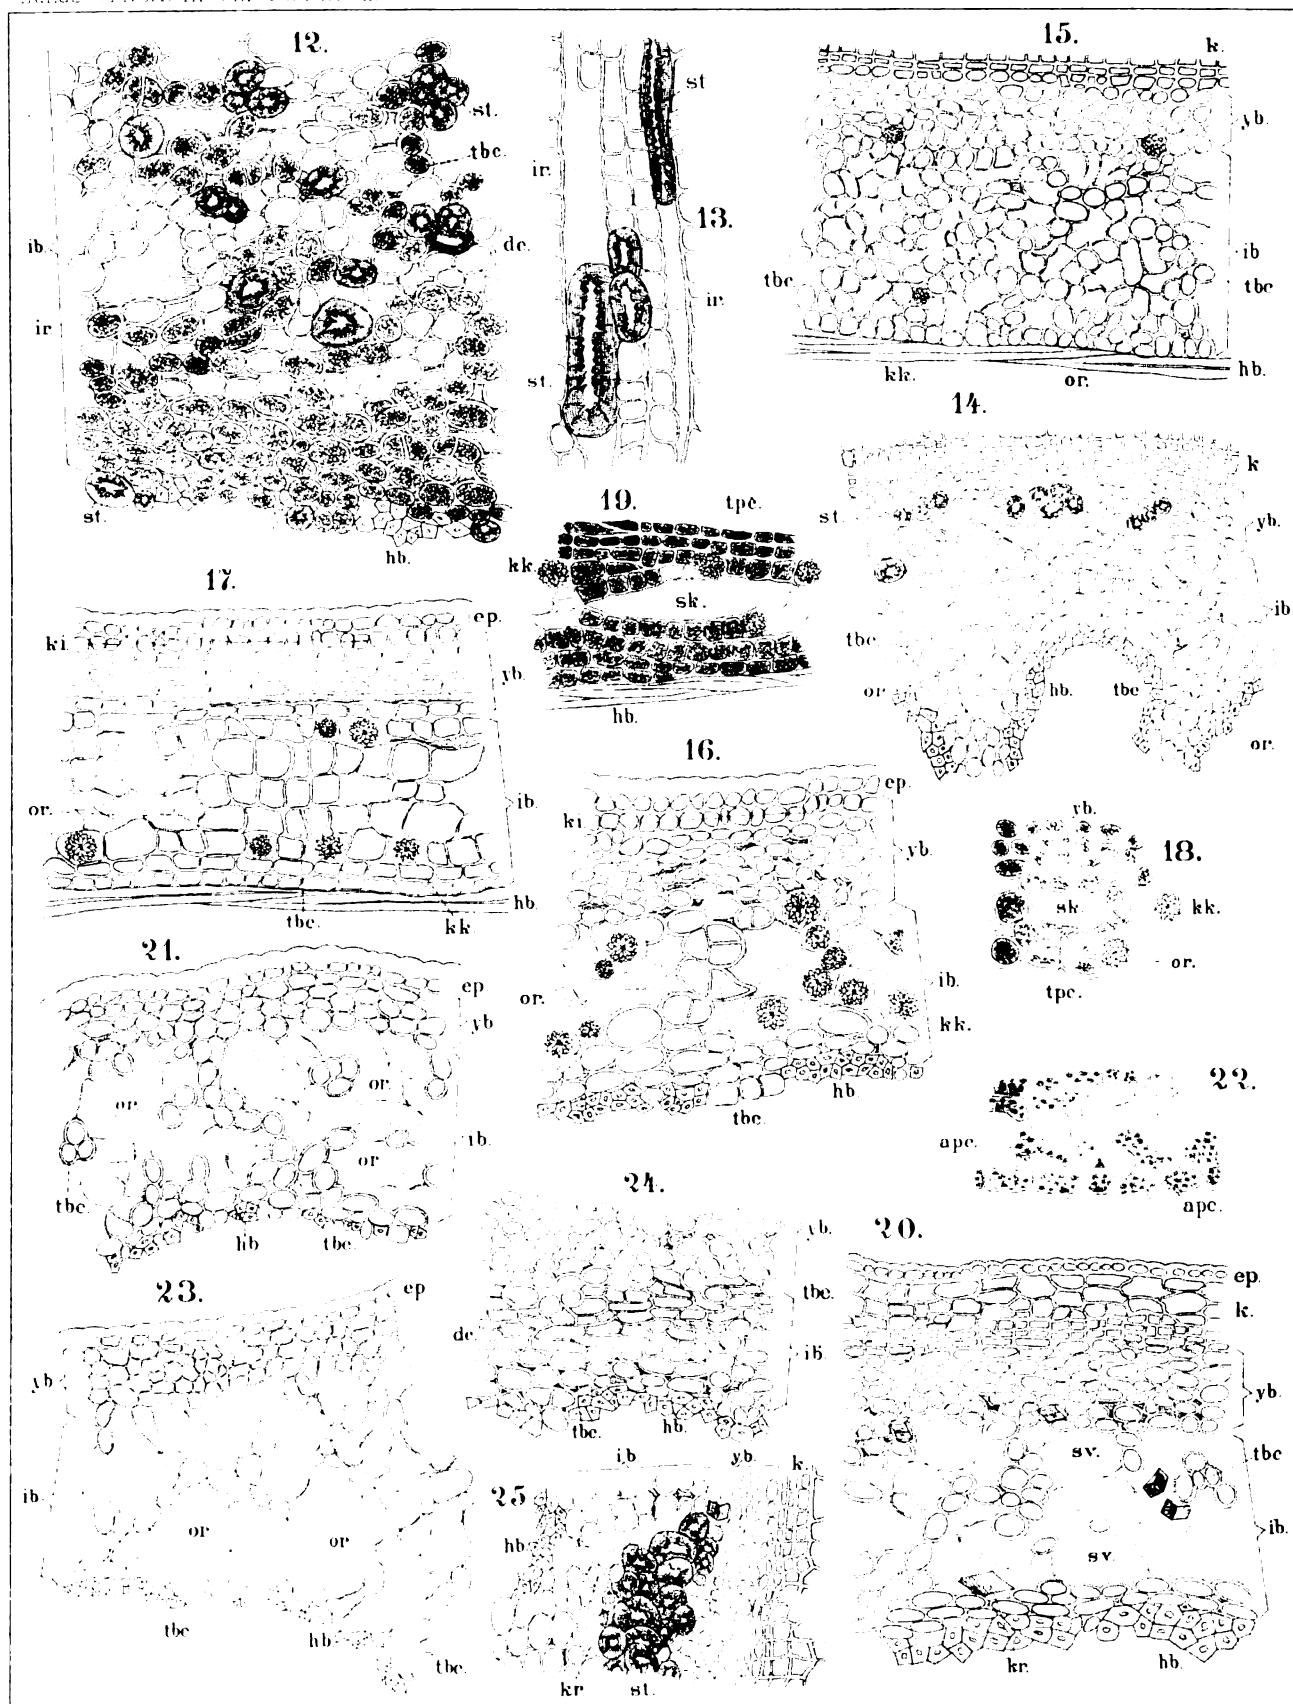 12.
st.
tbc.
ib.
de.
ir
st.
hb.
13.
st
ir.
i
ir.
st.
15.
k.
yb.
ib
tbc
tbc
hb.
kk.
or.
14.
k
st.
yb.
ib.
tbc
or
hb.
tbc
or.
19.
tpc.
kk.
sk.
hb.
17.
ep.
ki.
yb.
or.
ib.
hb.
tbc.
kk
16.
ep.
ki
yb.
or.
ib.
kk.
hb.
tbc.
18.
sk.
kk.
or.
tpc.
21.
ep
yb
or.
or
ib.
or
tbc.
hb
tbc.
22.
apc.
apc.
24.
yb.
tbc.
de.
ib.
tbc.
hb.
20.
ep.
k.
yb.
sv.
tbc
ib.
sv.
kr.
hb.
23.
ep
yb
ib.
or
or
tbc
hb.
tbc.
25
ib
yb.
k.
hb.
kr
st.